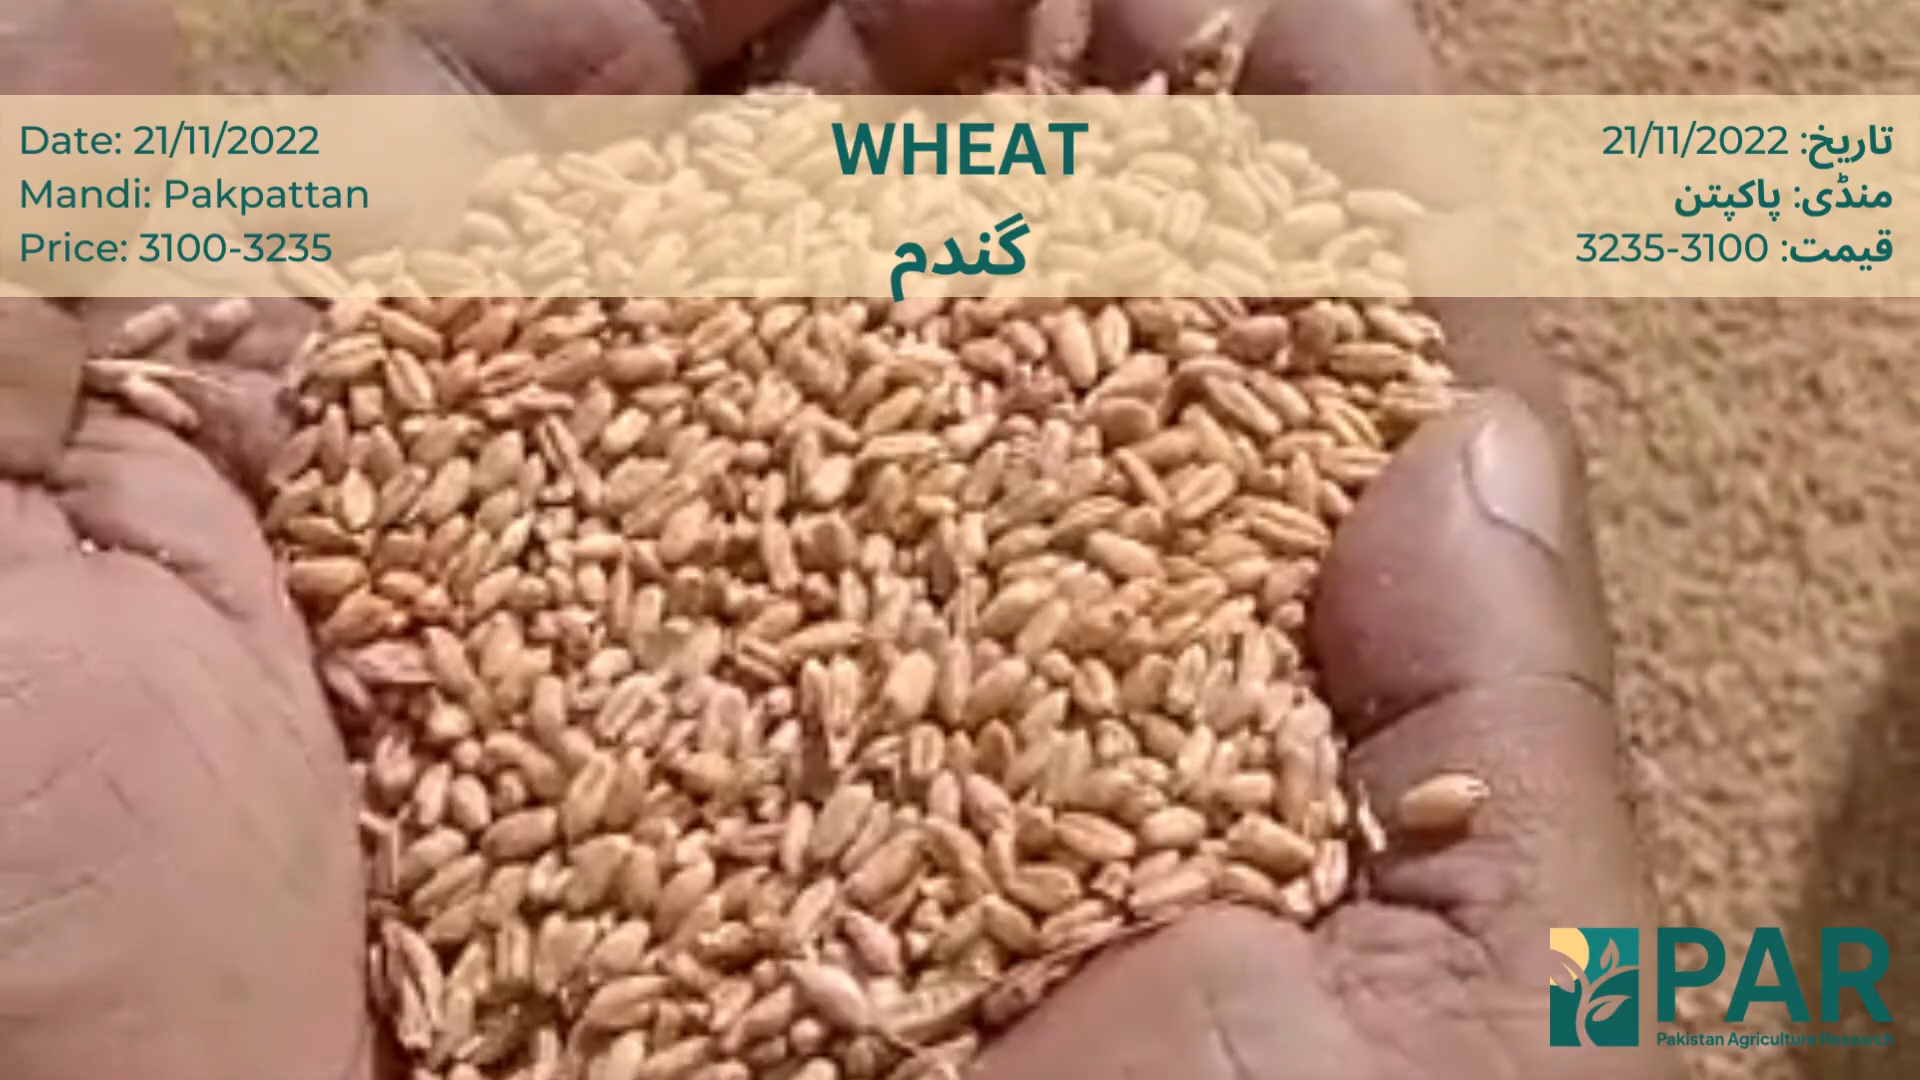 Date: 21/11/2022
Mandi: Pakpattan
Price: 3100-3235
WHEAT
گندم
تاریخ: 21/11/2022
منڈی: پاکپتن
قیمت: 3100-3235
PAR
Pakistan Agriculture Research